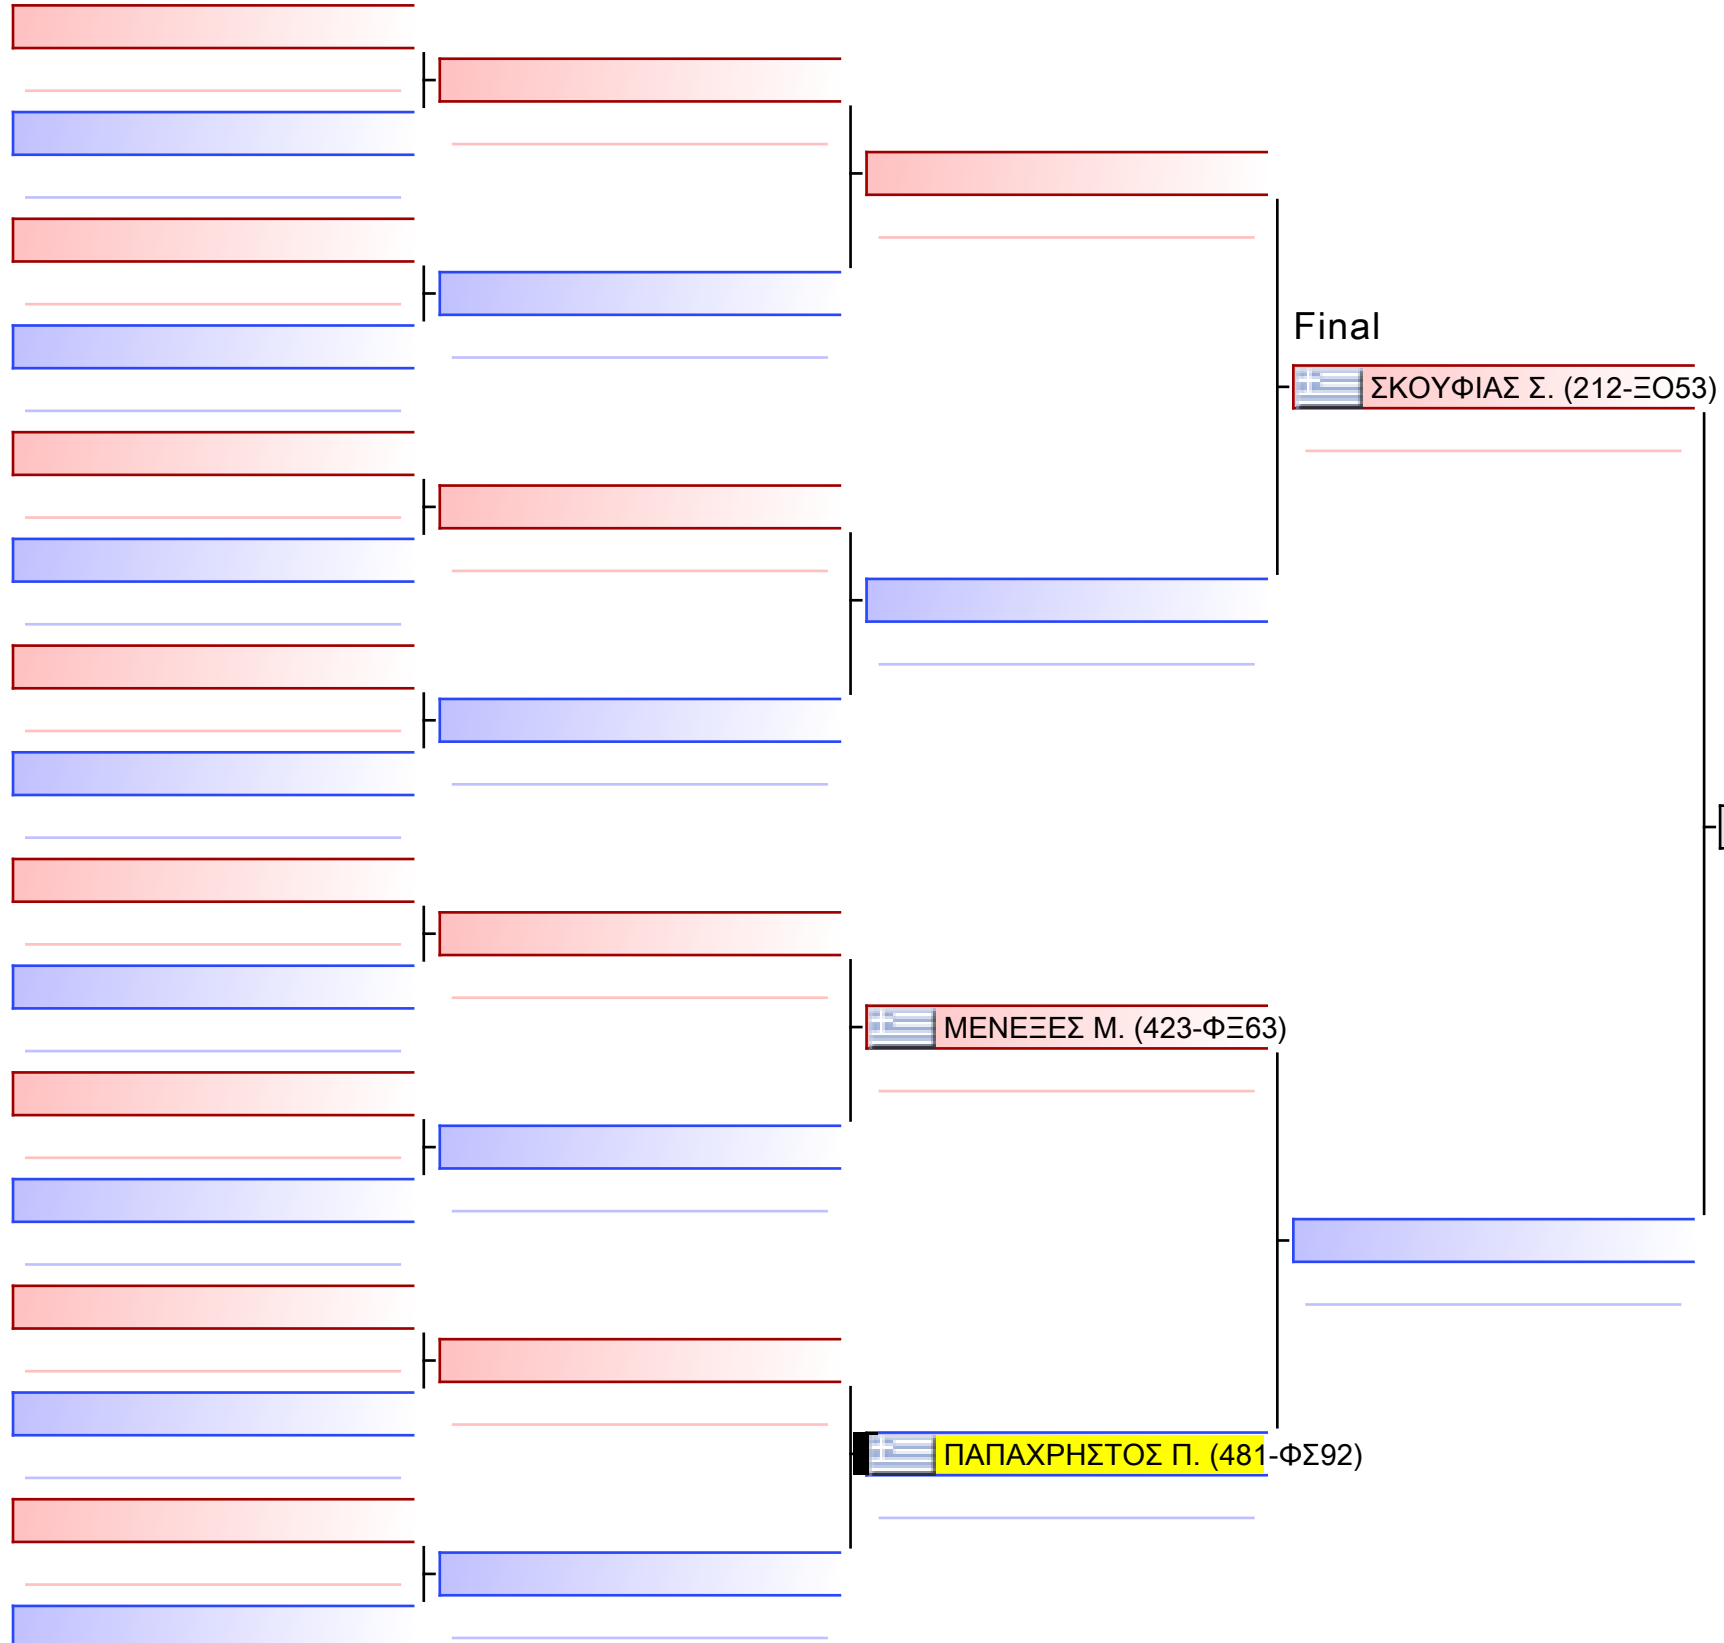 Final
ΣΚΟΥΦΙΑΣ Σ. (212-ΞΟ53)
ΜΕΝΕΞΕΣ Μ. (423-ΦΞ63)
ΠΑΠΑΧΡΗΣΤΟΣ Π. (481-ΦΣ92)